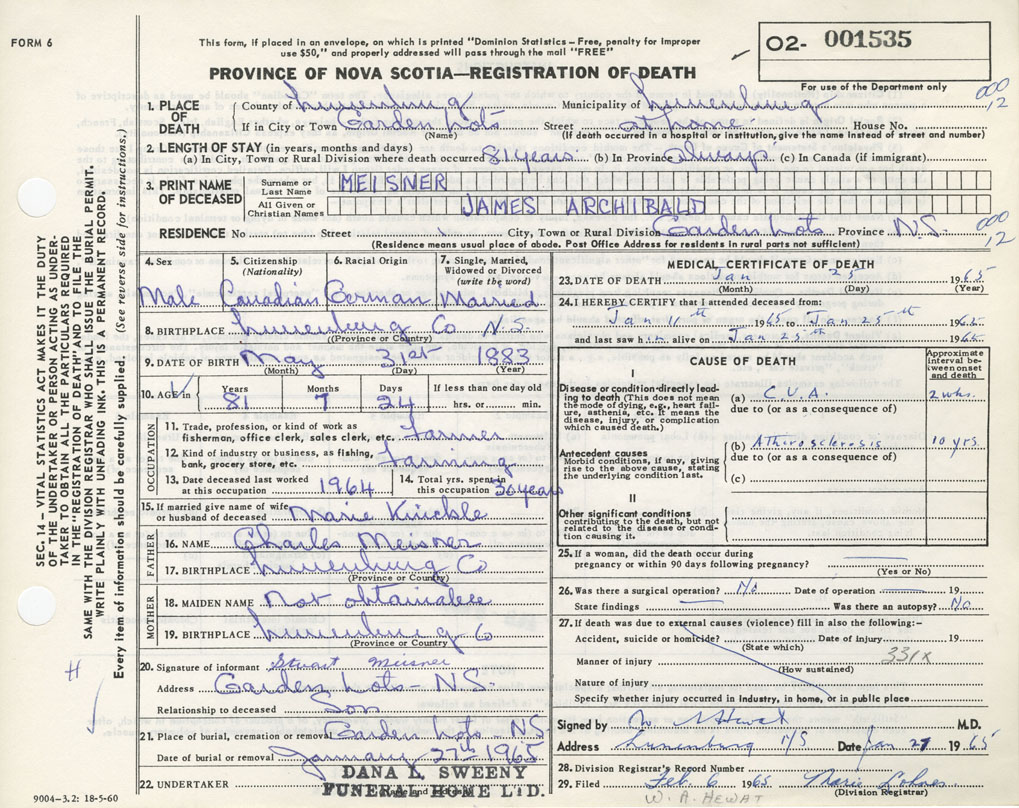 FORM 6
This form, if placed in an envelope, on which is printed "Dominion Statistics – Free, penalty for improper
use $50," and properly addressed will pass through the mail "FREE"
O2- 001535
For use of the Department only
PROVINCE OF NOVA SCOTIA—REGISTRATION OF DEATH
000
12
1. PLACE OF DEATH
County of Lunenburg Municipality of Lunenburg
If in City or Town Garden Lots Street at home House No.
(Name) (If death occurred in a hospital or institution, give the name instead of street and number)
2. LENGTH OF STAY (in years, months and days)
(a) In City, Town or Rural Division where death occurred 81 years (b) In Province always (c) In Canada (if immigrant)
3. PRINT NAME OF DECEASED
Surname or Last Name MEISNER
All Given or Christian Names JAMES ARCHIBALD
RESIDENCE No Street City, Town or Rural Division Garden Lots Province N.S.
000
12
(Residence means usual place of abode. Post Office Address for residents in rural parts not sufficient)
4. Sex 5. Citizenship (Nationality) 6. Racial Origin 7. Single, Married, Widowed or Divorced (write the word)
Male Canadian German Married
8. BIRTHPLACE Lunenburg Co N.S.
(Province or Country)
9. DATE OF BIRTH May 31st 1883
(Month) (Day) (Year)
10. AGE in Years Months Days If less than one day old
81 7 24 hrs. or min.
OCCUPATION
11. Trade, profession, or kind of work as
fisherman, office clerk, sales clerk, etc. Farmer
12. Kind of industry or business, as fishing,
bank, grocery store, etc. Farming
13. Date deceased last worked at this occupation 1964
14. Total yrs. spent in this occupation 30 years
15. If married give name of wife or husband of deceased Marie Knickle
FATHER
16. NAME Charles Meisner
17. BIRTHPLACE Lunenburg Co
(Province or Country)
MOTHER
18. MAIDEN NAME Not obtainable
19. BIRTHPLACE Lunenburg Co
(Province or Country)
20. Signature of informant Stuart Meisner
Address Garden Lots - N.S.
Relationship to deceased Son
21. Place of burial, cremation or removal Garden Lots NS
Date of burial or removal January 27th 1965
22. UNDERTAKER DANA L. SWEENY
FUNERAL HOME LTD.
9004–3.2: 18-5-60
SEC. 14 – VITAL STATISTICS ACT MAKES IT THE DUTY
OF THE UNDERTAKER OR PERSON ACTING AS UNDER-
TAKER TO OBTAIN ALL THE PARTICULARS REQUIRED
IN THE "REGISTRATION OF DEATH" AND TO FILE THE
SAME WITH THE DIVISION REGISTRAR WHO SHALL ISSUE THE BURIAL PERMIT.
WRITE PLAINLY WITH UNFADING INK. THIS IS A PERMANENT RECORD.
Every item of information should be carefully supplied. (See reverse side for instructions.)
H
MEDICAL CERTIFICATE OF DEATH
23. DATE OF DEATH Jan 25 1965
(Month) (Day) (Year)
24. I HEREBY CERTIFY that I attended deceased from:
Jan 11th 1965 to Jan 25th 1965
and last saw him alive on Jan 25th 1965
CAUSE OF DEATH
Approximate interval between onset and death
I
Disease or condition directly leading to death (This does not mean the mode of dying, e.g., heart failure, asthenia, etc. It means the disease, injury, or complication which caused death.)
(a) C.V.A. 2 wks.
due to (or as a consequence of)
Antecedent causes
Morbid conditions, if any, giving rise to the above cause, stating the underlying condition last.
(b) Athirosclerosis 10 yrs.
due to (or as a consequence of)
(c)
II
Other significant conditions
contributing to the death, but not related to the disease or condition causing it.
25. If a woman, did the death occur during
pregnancy or within 90 days following pregnancy?
(Yes or No)
26. Was there a surgical operation? No Date of operation 19
State findings Was there an autopsy? No
27. If death was due to external causes (violence) fill in also the following:-
Accident, suicide or homicide? Date of injury 19
(State which)
331X
Manner of injury
(How sustained)
Nature of injury
Specify whether injury occurred in industry, in home, or in public place
Signed by W A Hewat M.D.
Address Lunenburg N/S Date Jan 27 1965
28. Division Registrar's Record Number
29. Filed Feb. 6 1965 Marie
(Division Registrar)
W. A. HEWAT